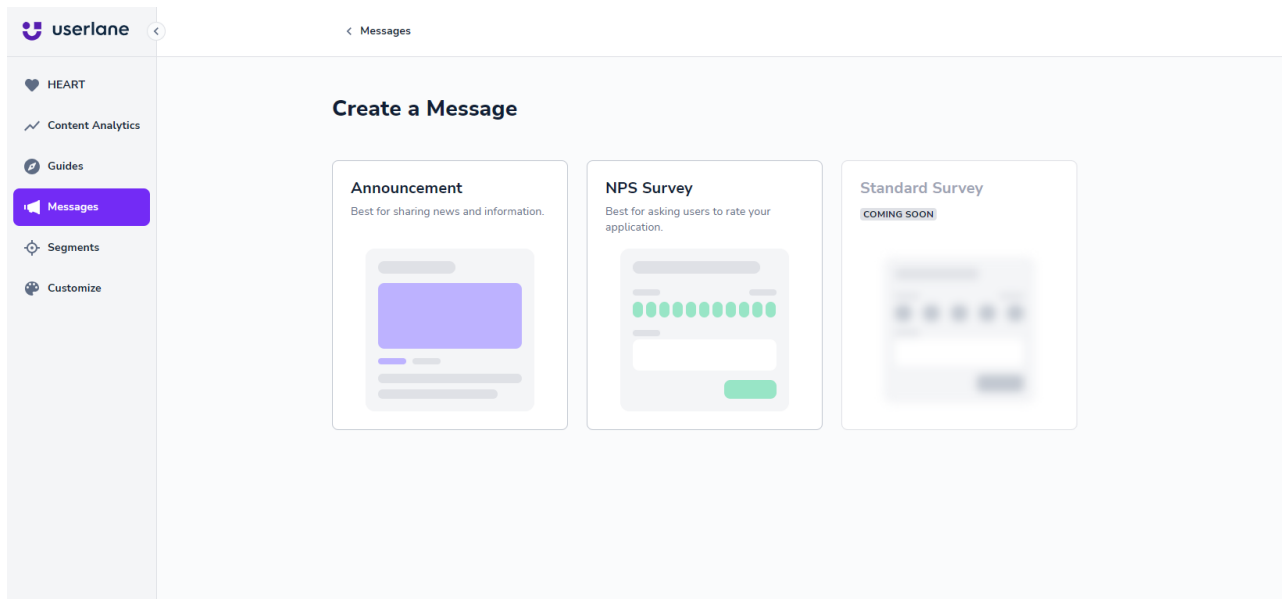 userlane
Messages
HEART
Content Analytics
Guides
Messages
Segments
Customize
Create a Message
Announcement
Best for sharing news and information.
NPS Survey
Best for asking users to rate your
application.
Standard Survey
COMING SOON